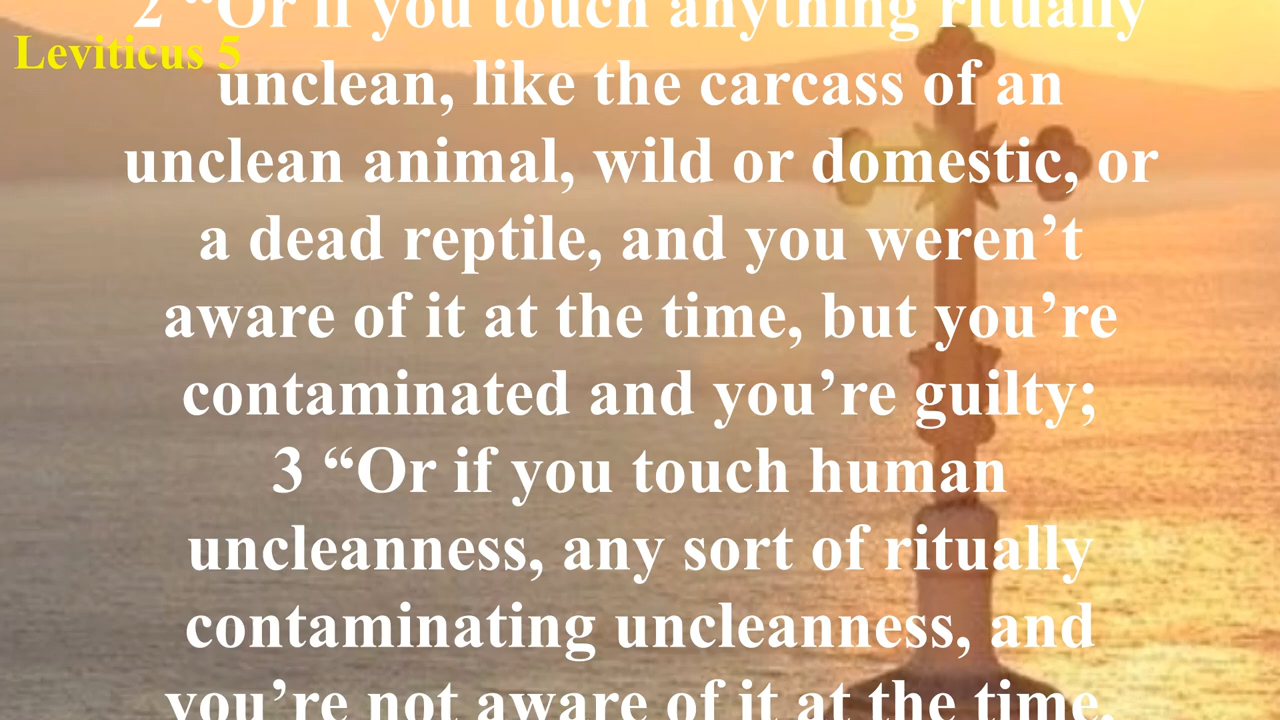 2 “Or if you touch anything ritually
Leviticus 5
unclean, like the carcass of an
unclean animal, wild or domestic, or
a dead reptile, and you weren’t
aware of it at the time, but you’re
contaminated and you’re guilty;
3 “Or if you touch human
uncleanness, any sort of ritually
contaminating uncleanness, and
you’re not aware of it at the time,